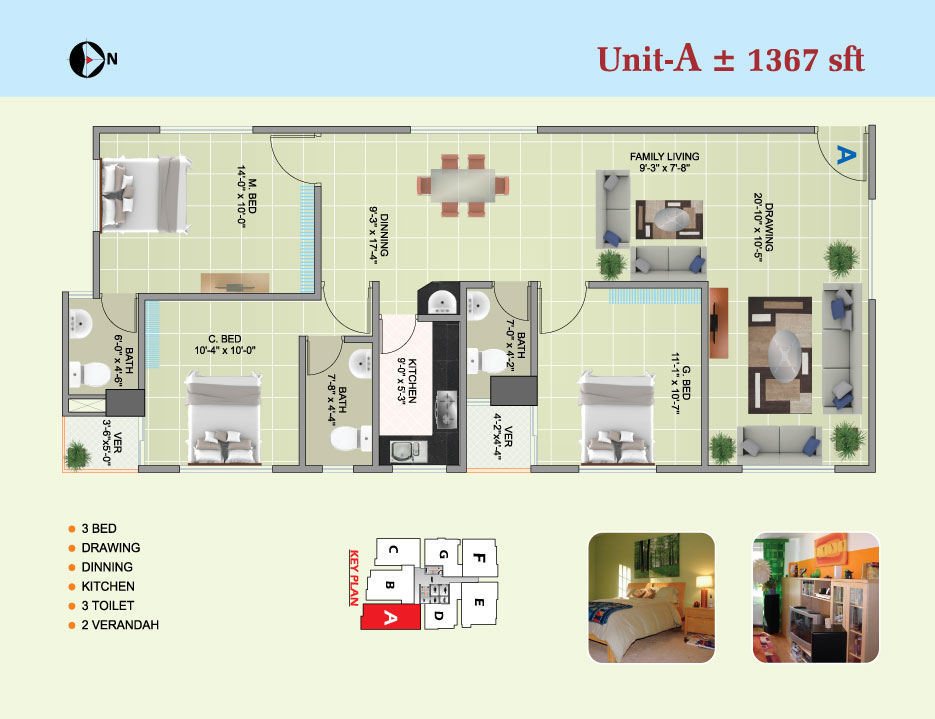 N
Unit-A ± 1367 sft
M. BED
14'-0" x 10'-0"
DINNING
9'-3" x 17'-4"
FAMILY LIVING
9'-3" x 7'-8"
DRAWING
20'-10" x 10'-5"
A
BATH
6'-0" x 4'-6"
C. BED
10'-4" x 10'-0"
BATH
7'-8" x 4'-4"
KITCHEN
9'-0" x 5'-3"
BATH
7'-0" x 4'-2"
G. BED
11'-1" x 10'-7"
VER
3'-6"x5'-0"
VER
4'-2"x4'-4"
3 BED
DRAWING
DINNING
KITCHEN
3 TOILET
2 VERANDAH
KEY PLAN
C
G
F
B
A
D
E